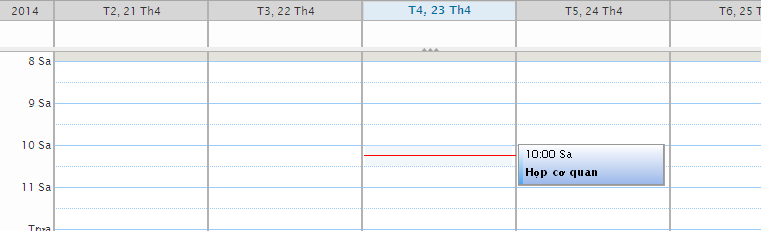 2014 T2, 21 Th4 T3, 22 Th4 T4, 23 Th4 T5, 24 Th4 T6, 25
8 Sa
9 Sa
10 Sa
10:00 Sa
Họp cơ quan
11 Sa
Trưa